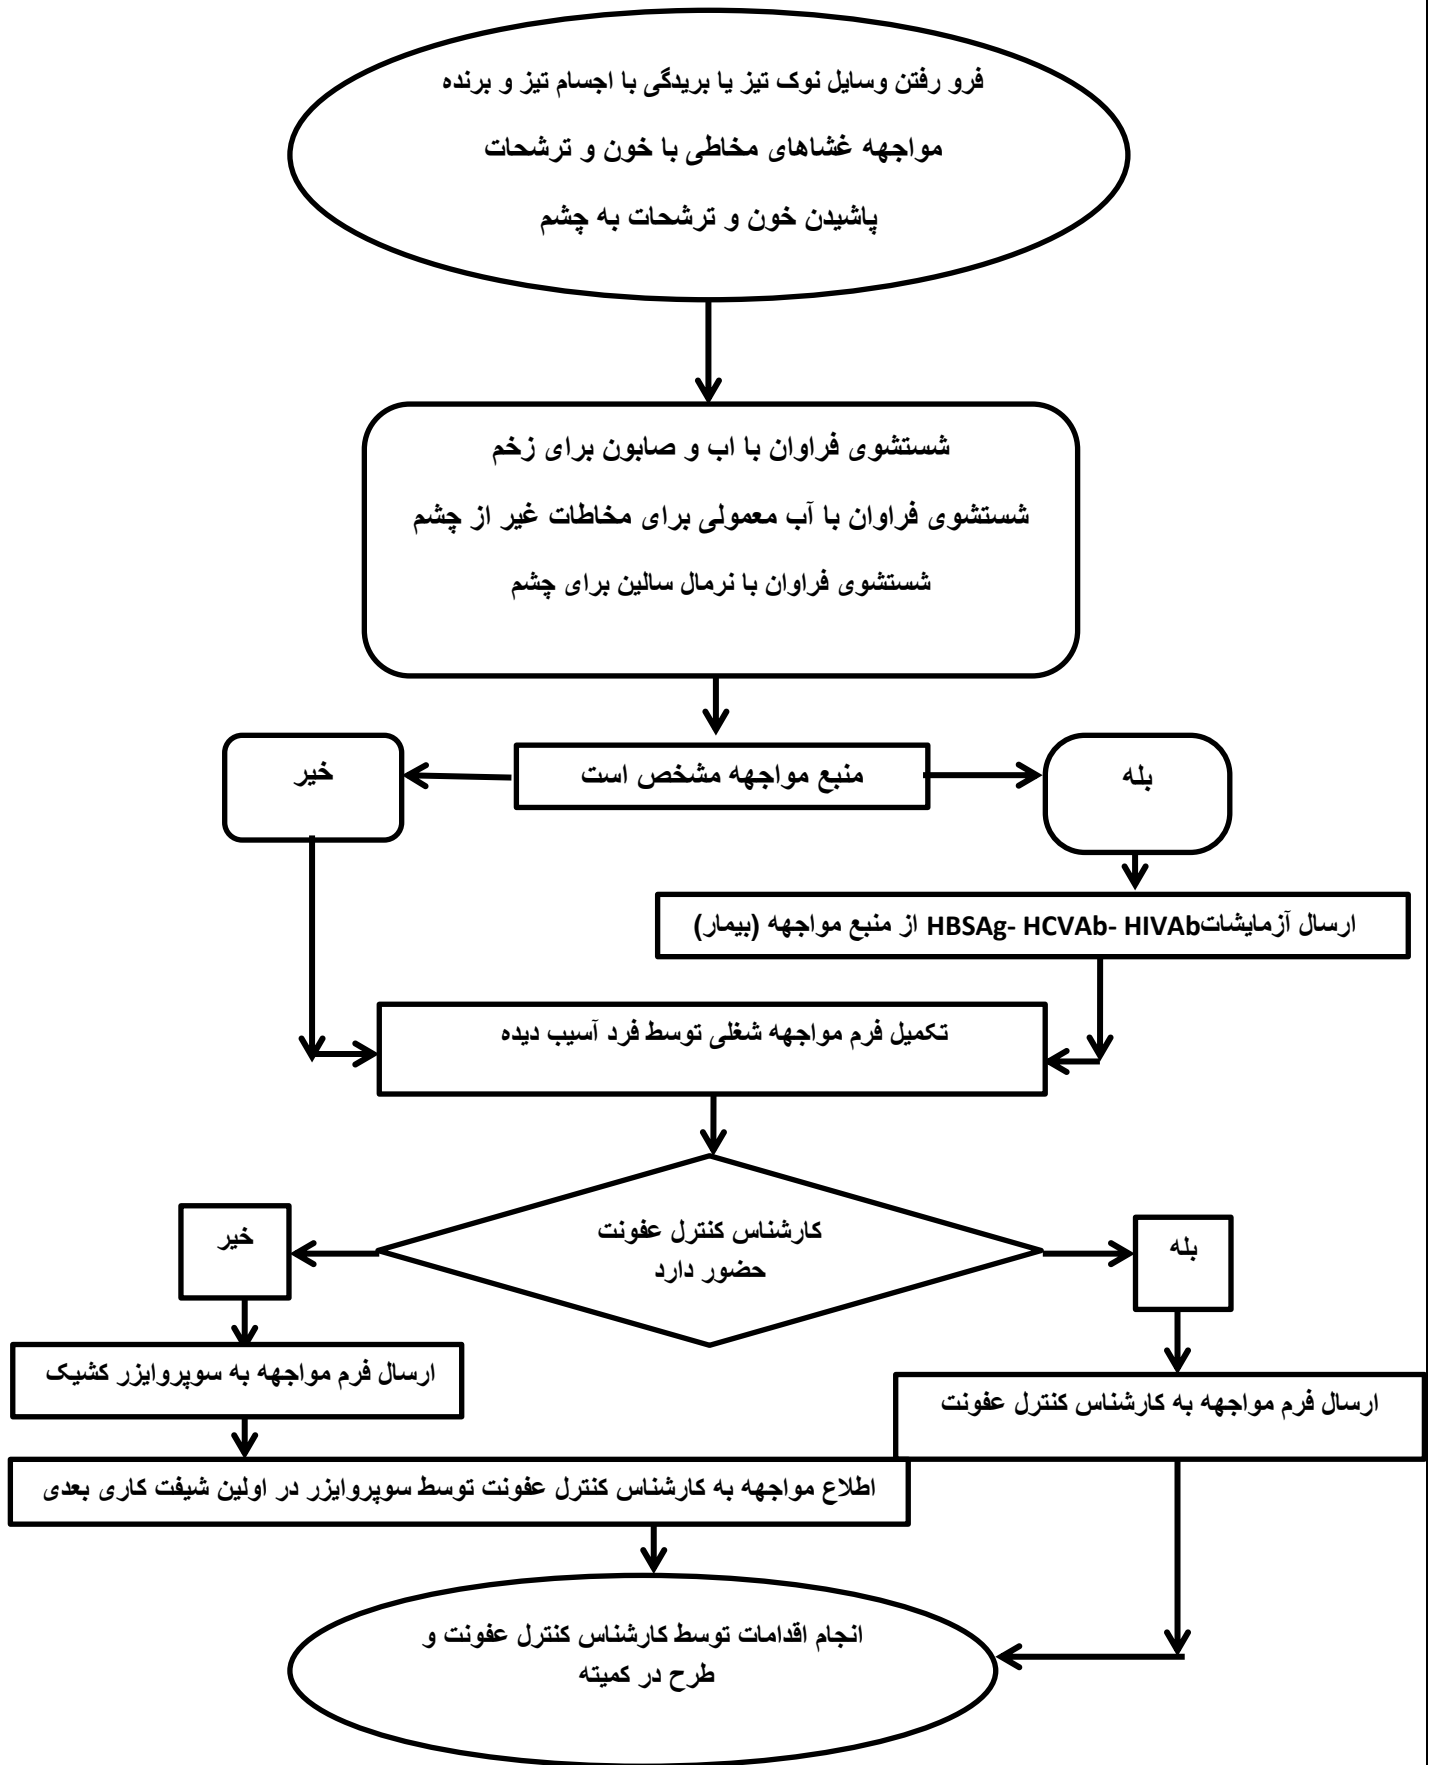 فرو رفتن وسایل نوک تیز یا بریدگی با اجسام تیز و برنده
مواجهه غشاهای مخاطی با خون و ترشحات
پاشیدن خون و ترشحات به چشم
شستشوی فراوان با اب و صابون برای زخم
شستشوی فراوان با آب معمولی برای مخاطات غیر از چشم
شستشوی فراوان با نرمال سالین برای چشم
منبع مواجهه مشخص است
بله
خیر
ارسال آزمایشاتHBSAg- HCVAb- HIVAb از منبع مواجهه (بیمار)
تکمیل فرم مواجهه شغلی توسط فرد آسیب دیده
کارشناس کنترل عفونت
حضور دارد
بله
خیر
ارسال فرم مواجهه به سوپروایزر کشیک
ارسال فرم مواجهه به کارشناس کنترل عفونت
اطلاع مواجهه به کارشناس کنترل عفونت توسط سوپروایزر در اولین شیفت کاری بعدی
انجام اقدامات توسط کارشناس کنترل عفونت و
طرح در کمیته